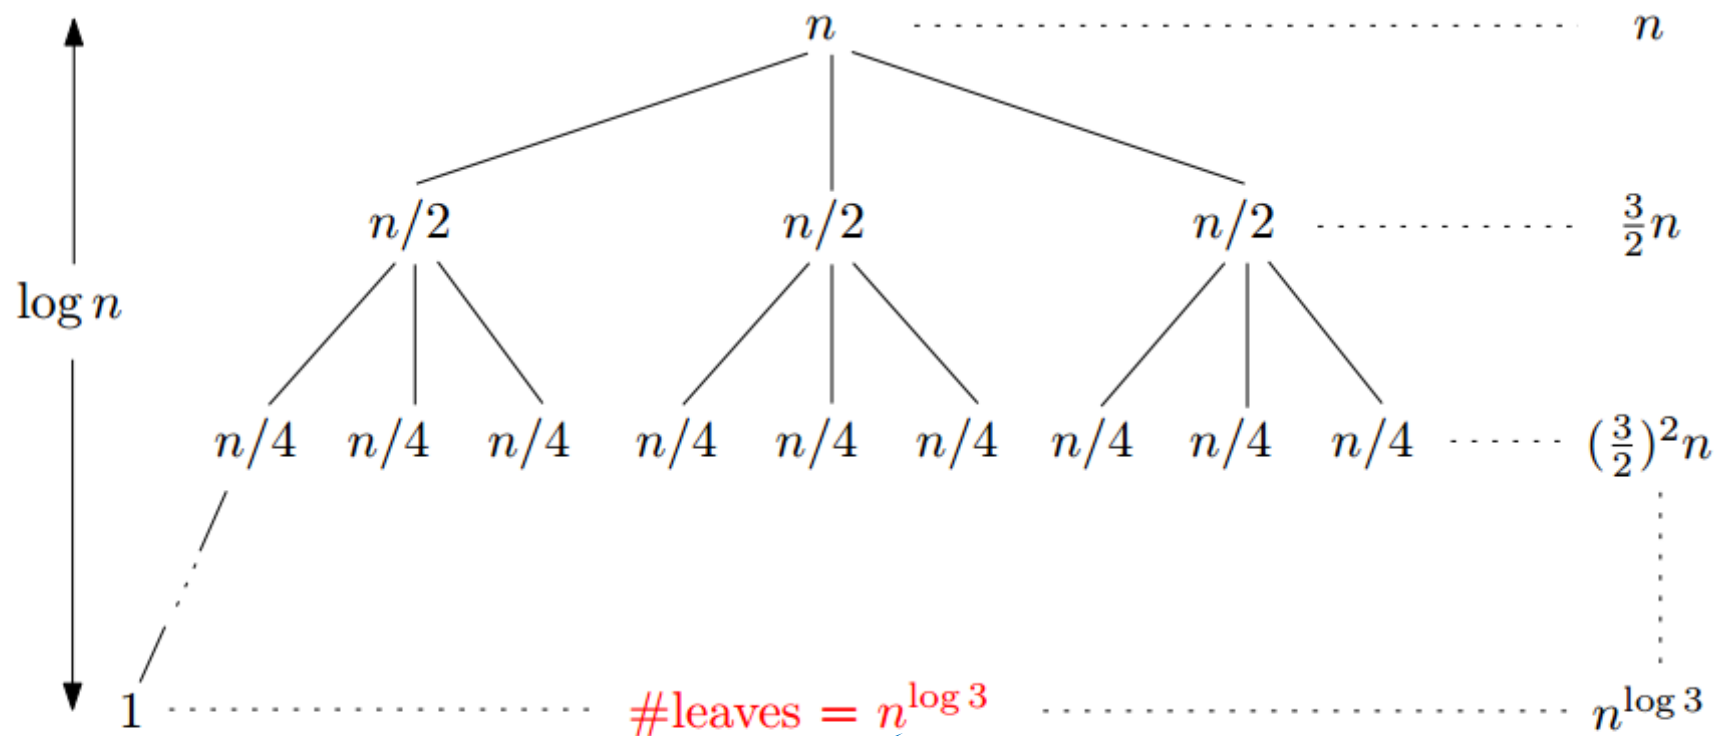 n n
n/2 n/2 n/2 3/2 n
log n
n/4 n/4 n/4 n/4 n/4 n/4 n/4 n/4 n/4 (3/2)²n
1 #leaves = n^{log 3} n^{log 3}